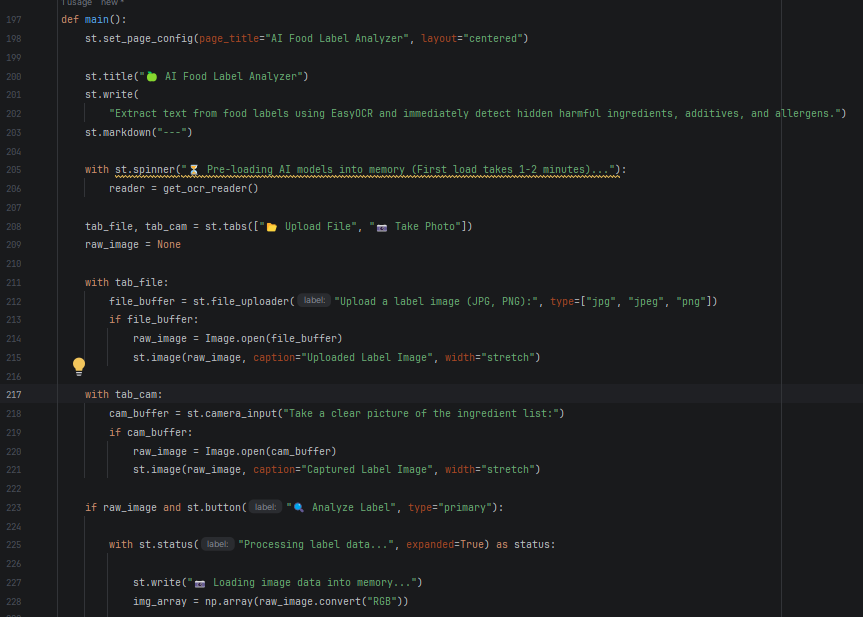 1 usage new *
197 def main():
198     st.set_page_config(page_title="AI Food Label Analyzer", layout="centered")
199
200     st.title("🍏 AI Food Label Analyzer")
201     st.write(
202         "Extract text from food labels using EasyOCR and immediately detect hidden harmful ingredients, additives, and allergens.")
203     st.markdown("---")
204
205     with st.spinner("⏳ Pre-loading AI models into memory (First load takes 1-2 minutes)..."):
206         reader = get_ocr_reader()
207
208     tab_file, tab_cam = st.tabs(["📂 Upload File", "📷 Take Photo"])
209     raw_image = None
210
211     with tab_file:
212         file_buffer = st.file_uploader( label: "Upload a label image (JPG, PNG):", type=["jpg", "jpeg", "png"])
213         if file_buffer:
214             raw_image = Image.open(file_buffer)
215             st.image(raw_image, caption="Uploaded Label Image", width="stretch")
216
217     with tab_cam:
218         cam_buffer = st.camera_input("Take a clear picture of the ingredient list:")
219         if cam_buffer:
220             raw_image = Image.open(cam_buffer)
221             st.image(raw_image, caption="Captured Label Image", width="stretch")
222
223     if raw_image and st.button( label: "🔍 Analyze Label", type="primary"):
224
225         with st.status( label: "Processing label data...", expanded=True) as status:
226
227             st.write("📷 Loading image data into memory...")
228             img_array = np.array(raw_image.convert("RGB"))